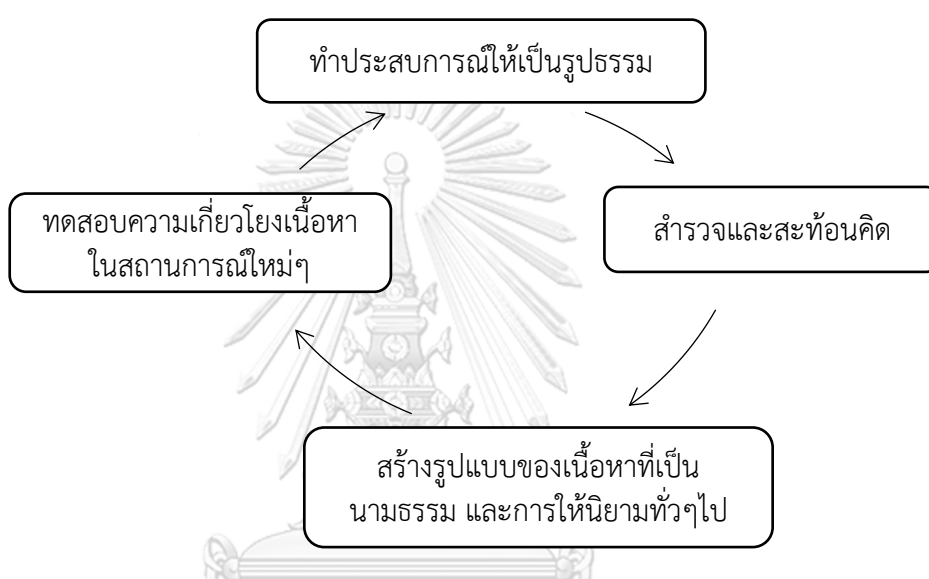 ทำประสบการณ์ให้เป็นรูปธรรม
สำรวจและสะท้อนคิด
ทดสอบความเกี่ยวโยงเนื้อหา
ในสถานการณ์ใหม่ๆ
สร้างรูปแบบของเนื้อหาที่เป็น
นามธรรม และการให้นิยามทั่วๆไป